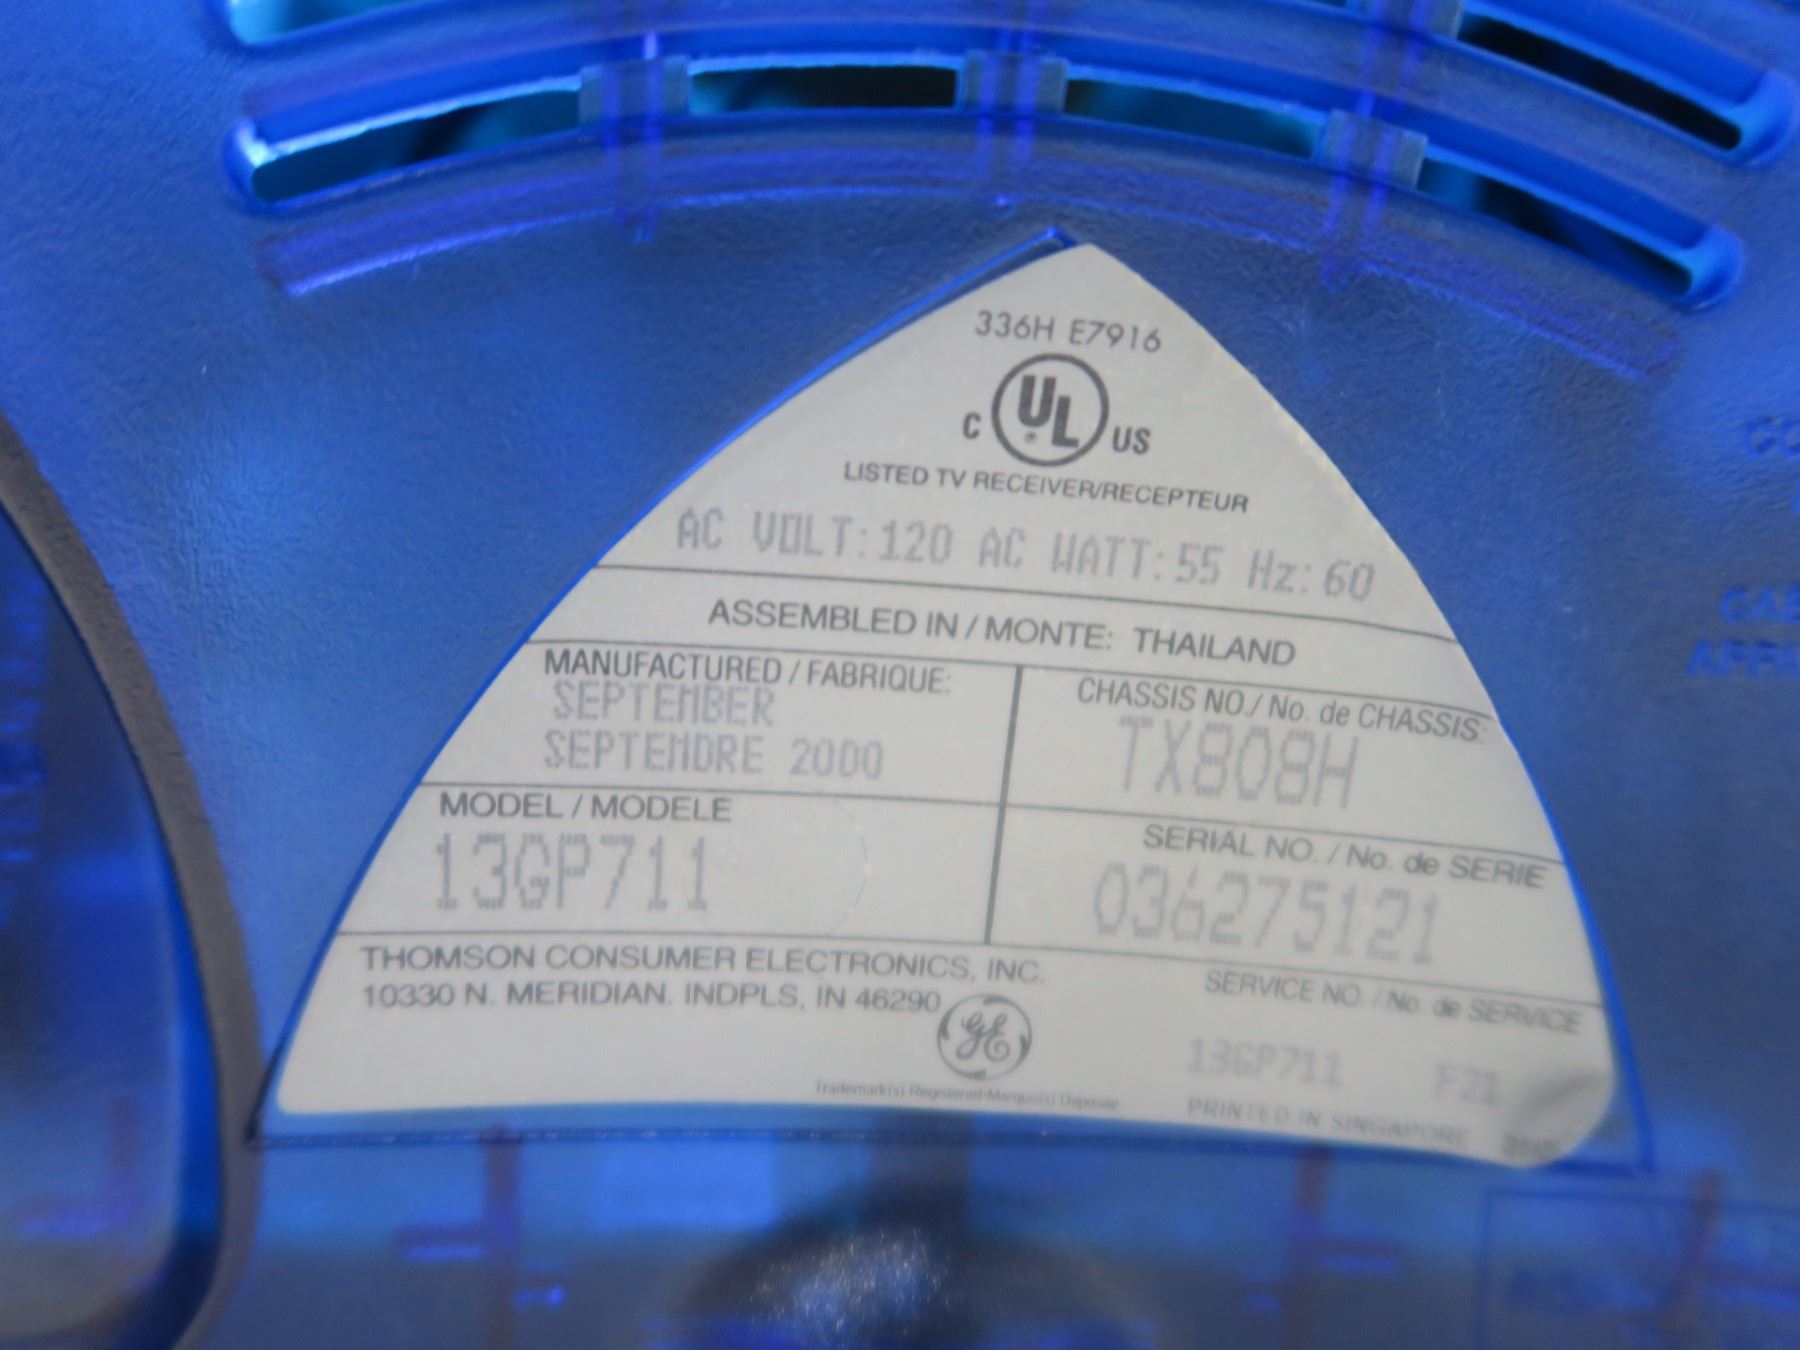 336H E7916
C UL US
LISTED TV RECEIVER/RECEPTEUR
AC VOLT: 120 AC WATT: 55 Hz: 60
ASSEMBLED IN / MONTE: THAILAND
MANUFACTURED / FABRIQUE:
SEPTEMBER
SEPTEMDRE 2000
CHASSIS NO./ No. de CHASSIS:
TX808H
MODEL / MODELE
13GP711
SERIAL NO. / No. de SERIE
036275121
THOMSON CONSUMER ELECTRONICS, INC.
10330 N. MERIDIAN. INDPLS, IN 46290
GE
Trademark(s) Registered•Marque(s) Deposée
SERVICE NO. / No. de SERVICE
13GP711 F21
PRINTED IN SINGAPORE